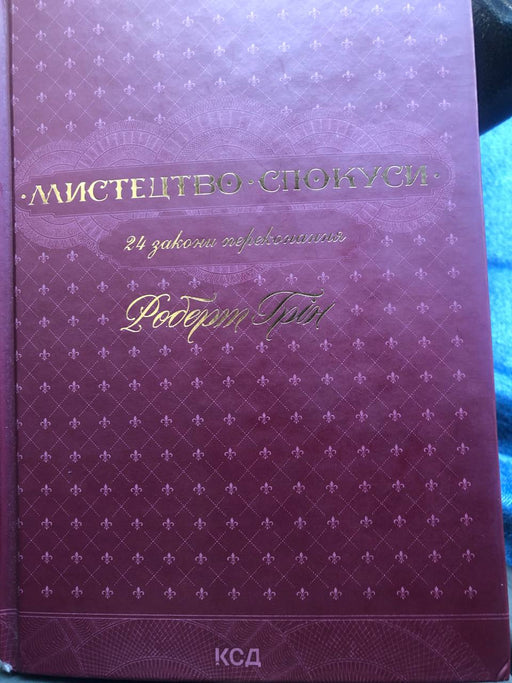 ·МИСТЕЦТВО·СПОКУСИ·
24 закони переконання
Роберт Грін
КСД